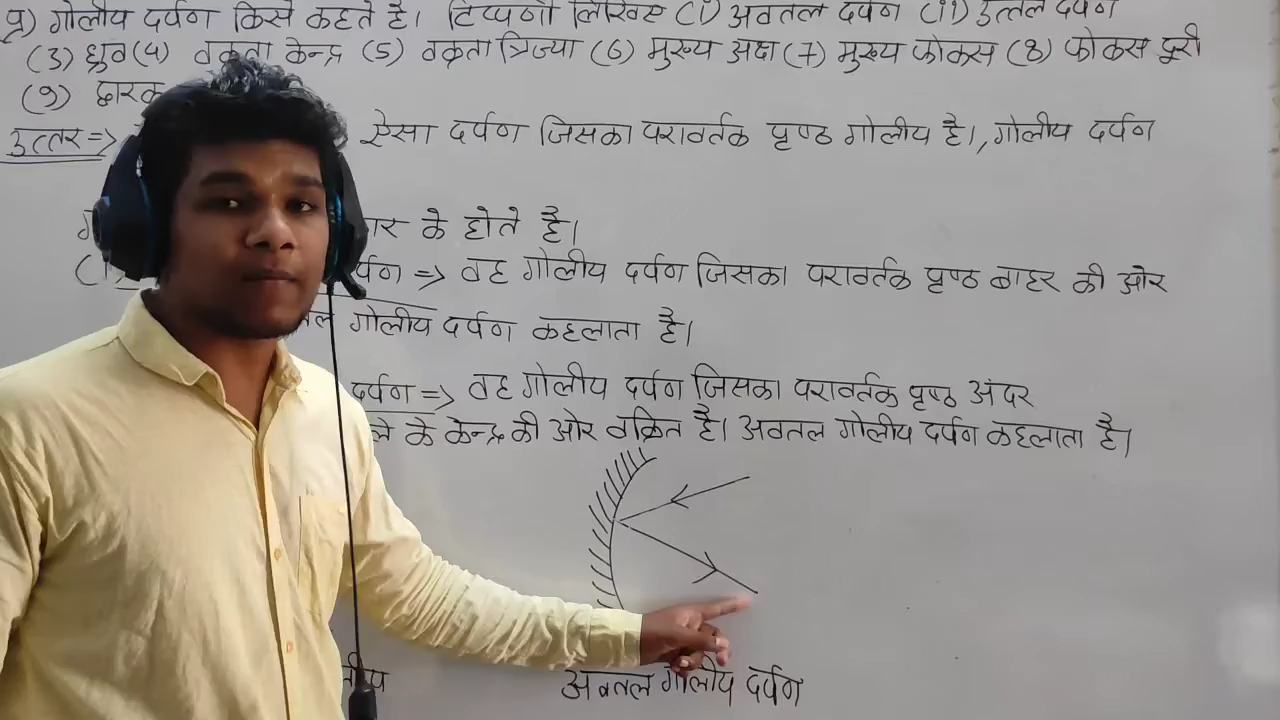 प्र) गोलीय दर्पण किसे कहते है। टिप्पणी लिखिए (i) अवतल दर्पण (ii) उत्तल दर्पण
(3) ध्रुव (4) वक्रता केन्द्र (5) वक्रता त्रिज्या (6) मुख्य अक्ष (7) मुख्य फोकस (8) फोकस दूरी
(9) द्वारक
उत्तर => ऐसा दर्पण जिसका परावर्तक पृष्ठ गोलीय है।, गोलीय दर्पण
के होते है।
=> वह गोलीय दर्पण जिसका परावर्तक पृष्ठ बाहर की ओर
गोलीय दर्पण कहलाता है।
दर्पण => वह गोलीय दर्पण जिसका परावर्तक पृष्ठ अंदर
के केन्द्र की ओर वक्रित है। अवतल गोलीय दर्पण कहलाता है।
अवतल गोलीय दर्पण